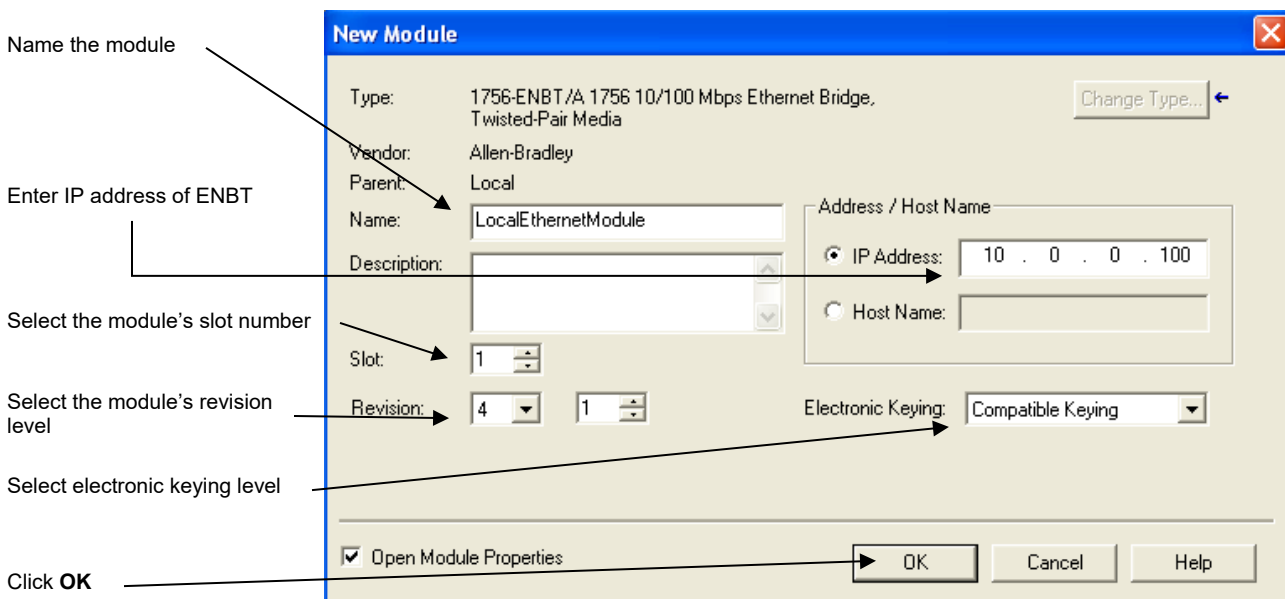 Name the module
Enter IP address of ENBT
Select the module's slot number
Select the module's revision
level
Select electronic keying level
Click OK
New Module
Type: 1756-ENBT/A 1756 10/100 Mbps Ethernet Bridge,
Twisted-Pair Media
Change Type...
Vendor: Allen-Bradley
Parent: Local
Name: LocalEthernetModule
Description:
Address / Host Name
IP Address: 10 . 0 . 0 . 100
Host Name:
Slot: 1
Revision: 4 1
Electronic Keying: Compatible Keying
Open Module Properties
OK
Cancel
Help